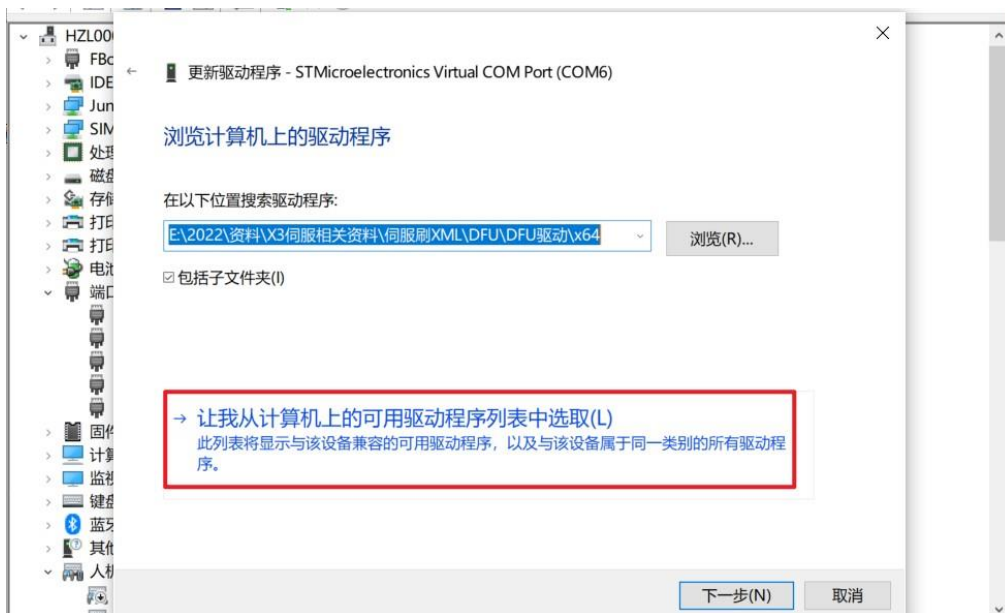 HZL00
FBc
IDE
Jun
SIM
处理
磁盘
存储
打印
打印
电池
端口
固件
计算
监视
键盘
蓝牙
其他
人机
更新驱动程序 - STMicroelectronics Virtual COM Port (COM6)
浏览计算机上的驱动程序
在以下位置搜索驱动程序:
E:\2022\资料\X3伺服相关资料\伺服刷XML\DFU\DFU驱动\x64
浏览(R)...
包括子文件夹(I)
让我从计算机上的可用驱动程序列表中选取(L)
此列表将显示与该设备兼容的可用驱动程序，以及与该设备属于同一类别的所有驱动程
序。
下一步(N)
取消